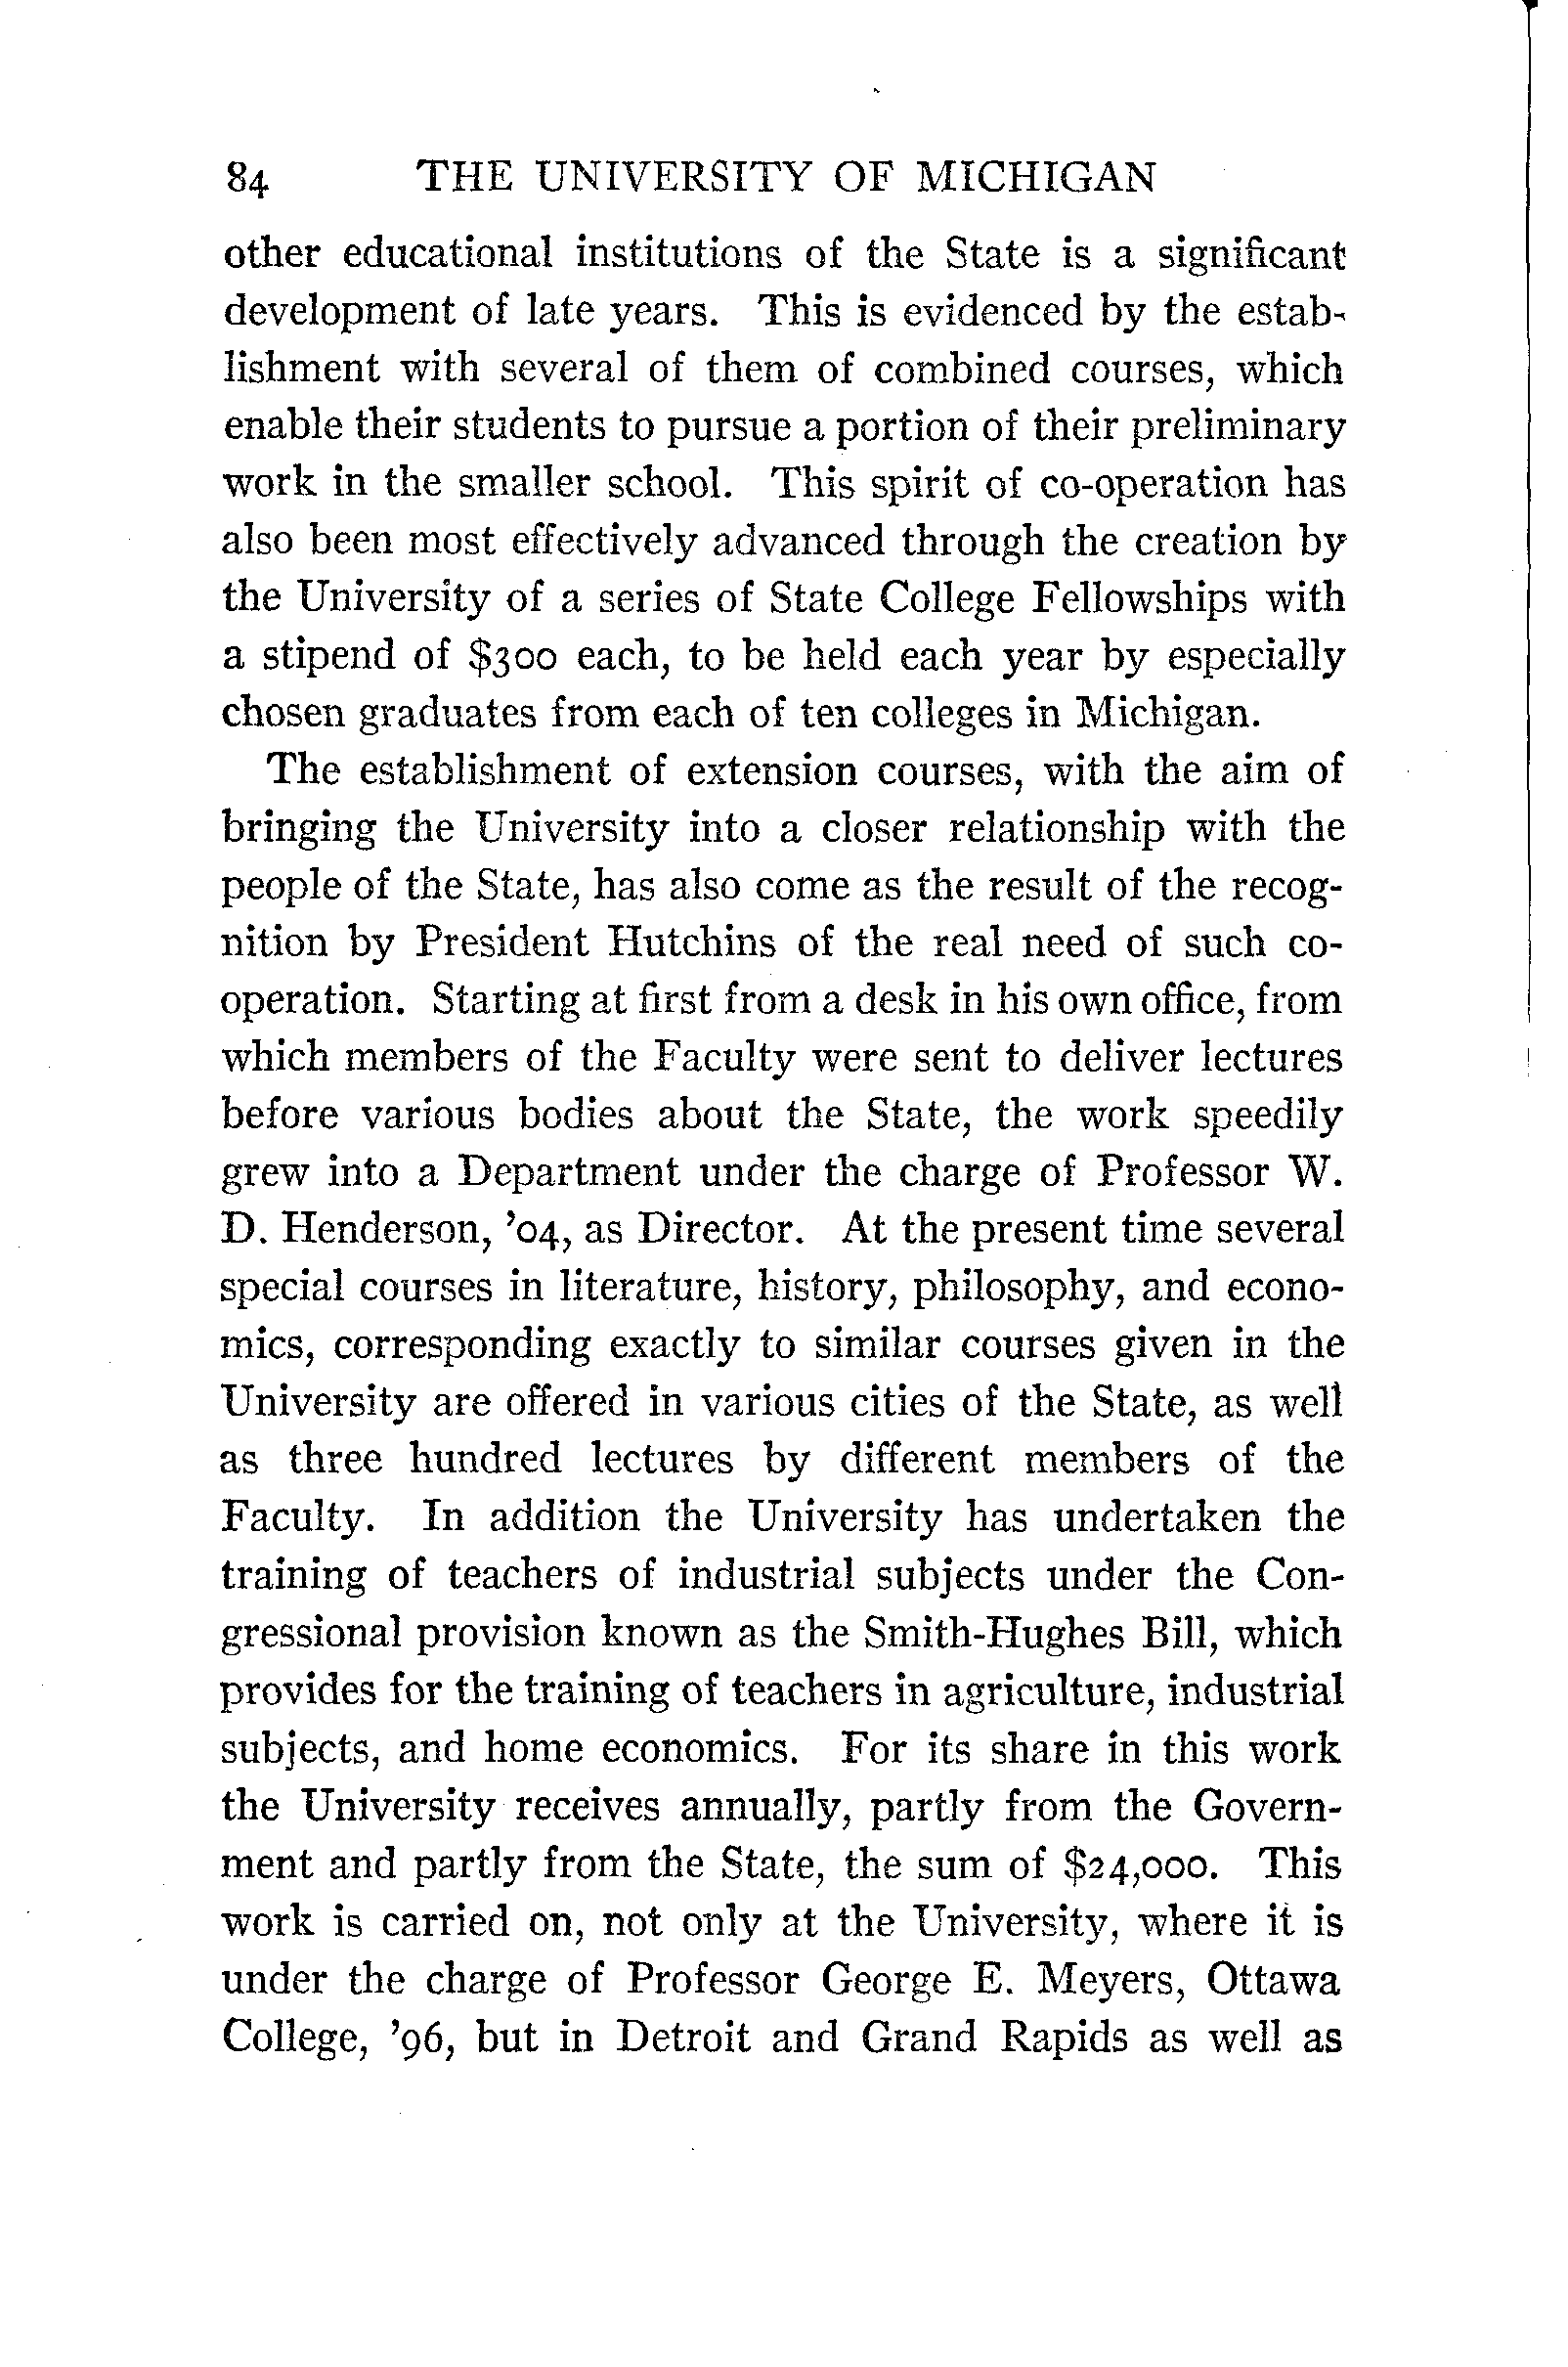 84 THE UNIVERSITY OF MICHIGAN
other educational institutions of the State is a significant
development of late years. This is evidenced by the estab-
lishment with several of them of combined courses, which
enable their students to pursue a portion of their preliminary
work in the smaller school. This spirit of co-operation has
also been most effectively advanced through the creation by
the University of a series of State College Fellowships with
a stipend of $300 each, to be held each year by especially
chosen graduates from each of ten colleges in Michigan.
The establishment of extension courses, with the aim of
bringing the University into a closer relationship with the
people of the State, has also come as the result of the recog-
nition by President Hutchins of the real need of such co-
operation. Starting at first from a desk in his own office, from
which members of the Faculty were sent to deliver lectures
before various bodies about the State, the work speedily
grew into a Department under the charge of Professor W.
D. Henderson, ’04, as Director. At the present time several
special courses in literature, history, philosophy, and econo-
mics, corresponding exactly to similar courses given in the
University are offered in various cities of the State, as well
as three hundred lectures by different members of the
Faculty. In addition the University has undertaken the
training of teachers of industrial subjects under the Con-
gressional provision known as the Smith-Hughes Bill, which
provides for the training of teachers in agriculture, industrial
subjects, and home economics. For its share in this work
the University receives annually, partly from the Govern-
ment and partly from the State, the sum of $24,000. This
work is carried on, not only at the University, where it is
under the charge of Professor George E. Meyers, Ottawa
College, ’96, but in Detroit and Grand Rapids as well as